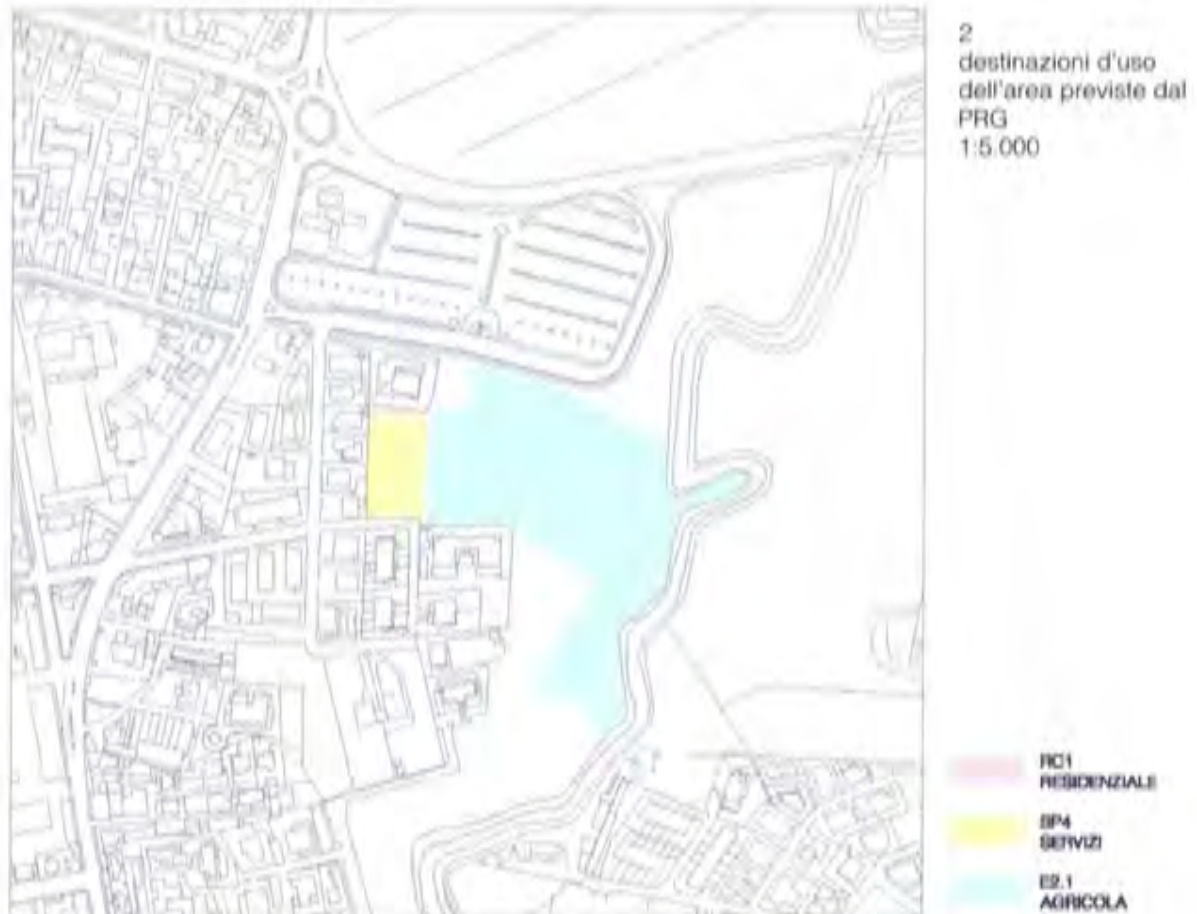 2
destinazioni d'uso
dell'area previste dal
PRG
1:5.000
RC1
RESIDENZIALE
SP4
SERVIZI
E2.1
AGRICOLA